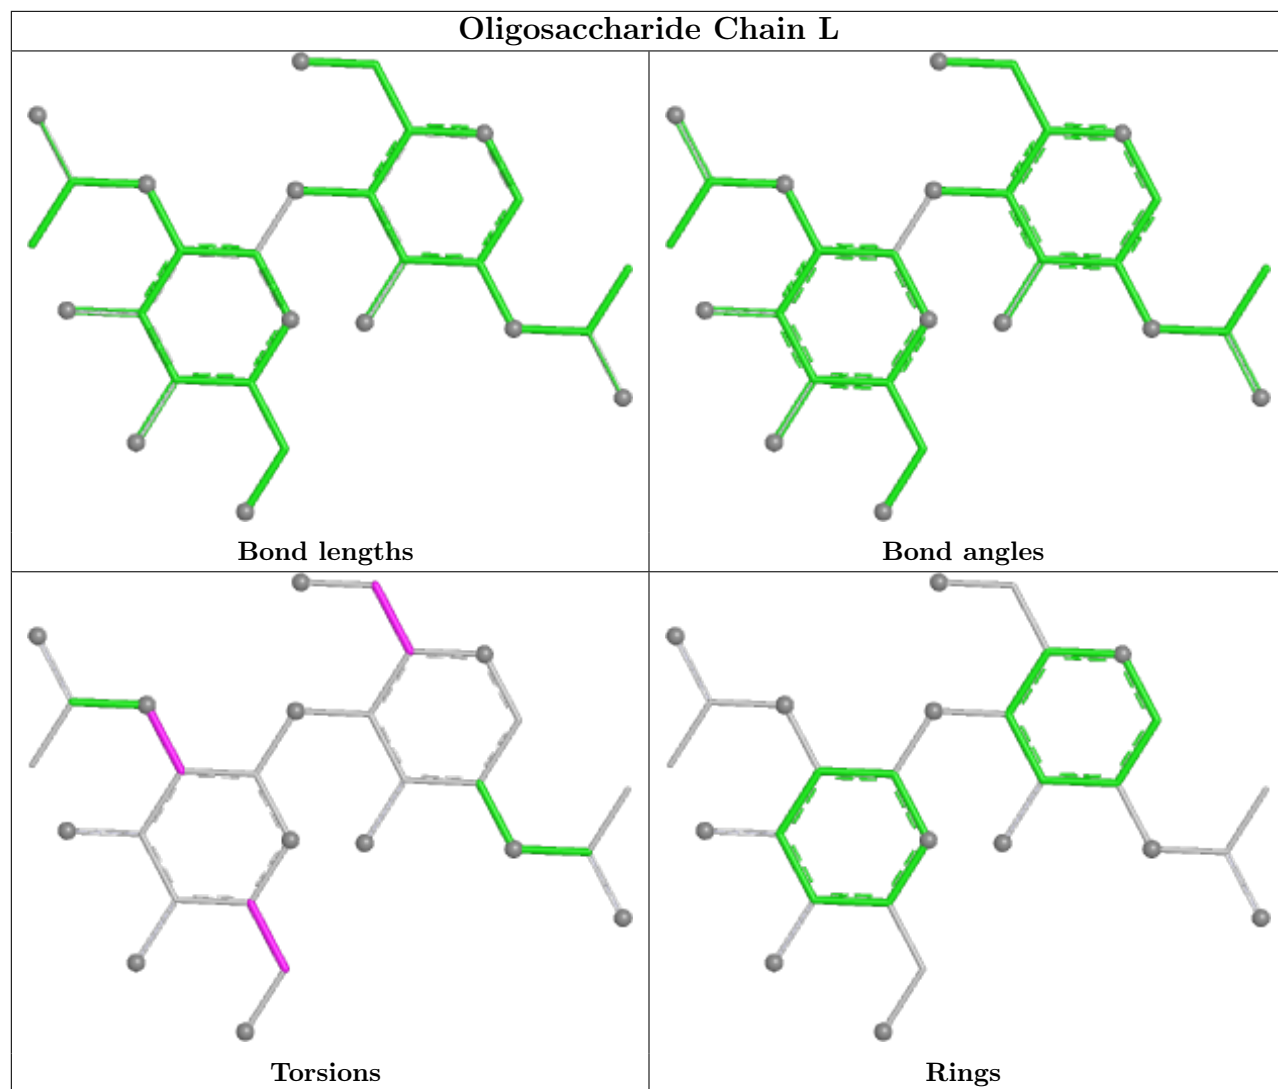 Oligosaccharide Chain L
Bond lengths
Bond angles
Torsions
Rings